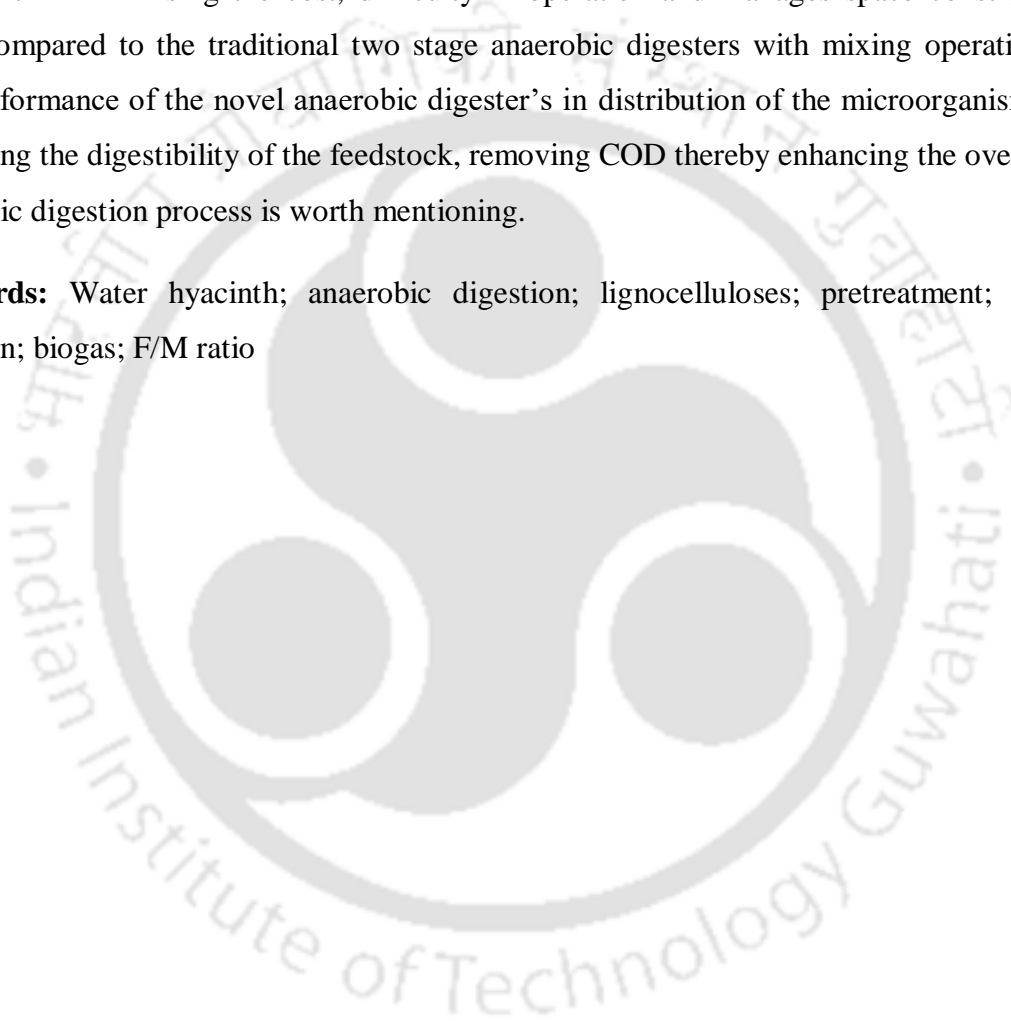 compared to the traditional two stage anaerobic digesters with mixing operati
formance of the novel anaerobic digester's in distribution of the microorganis
ng the digestibility of the feedstock, removing COD thereby enhancing the ove
ic digestion process is worth mentioning.
rds: Water hyacinth; anaerobic digestion; lignocelluloses; pretreatment;
n; biogas; F/M ratio
Indian Institute of Technology Guwahati